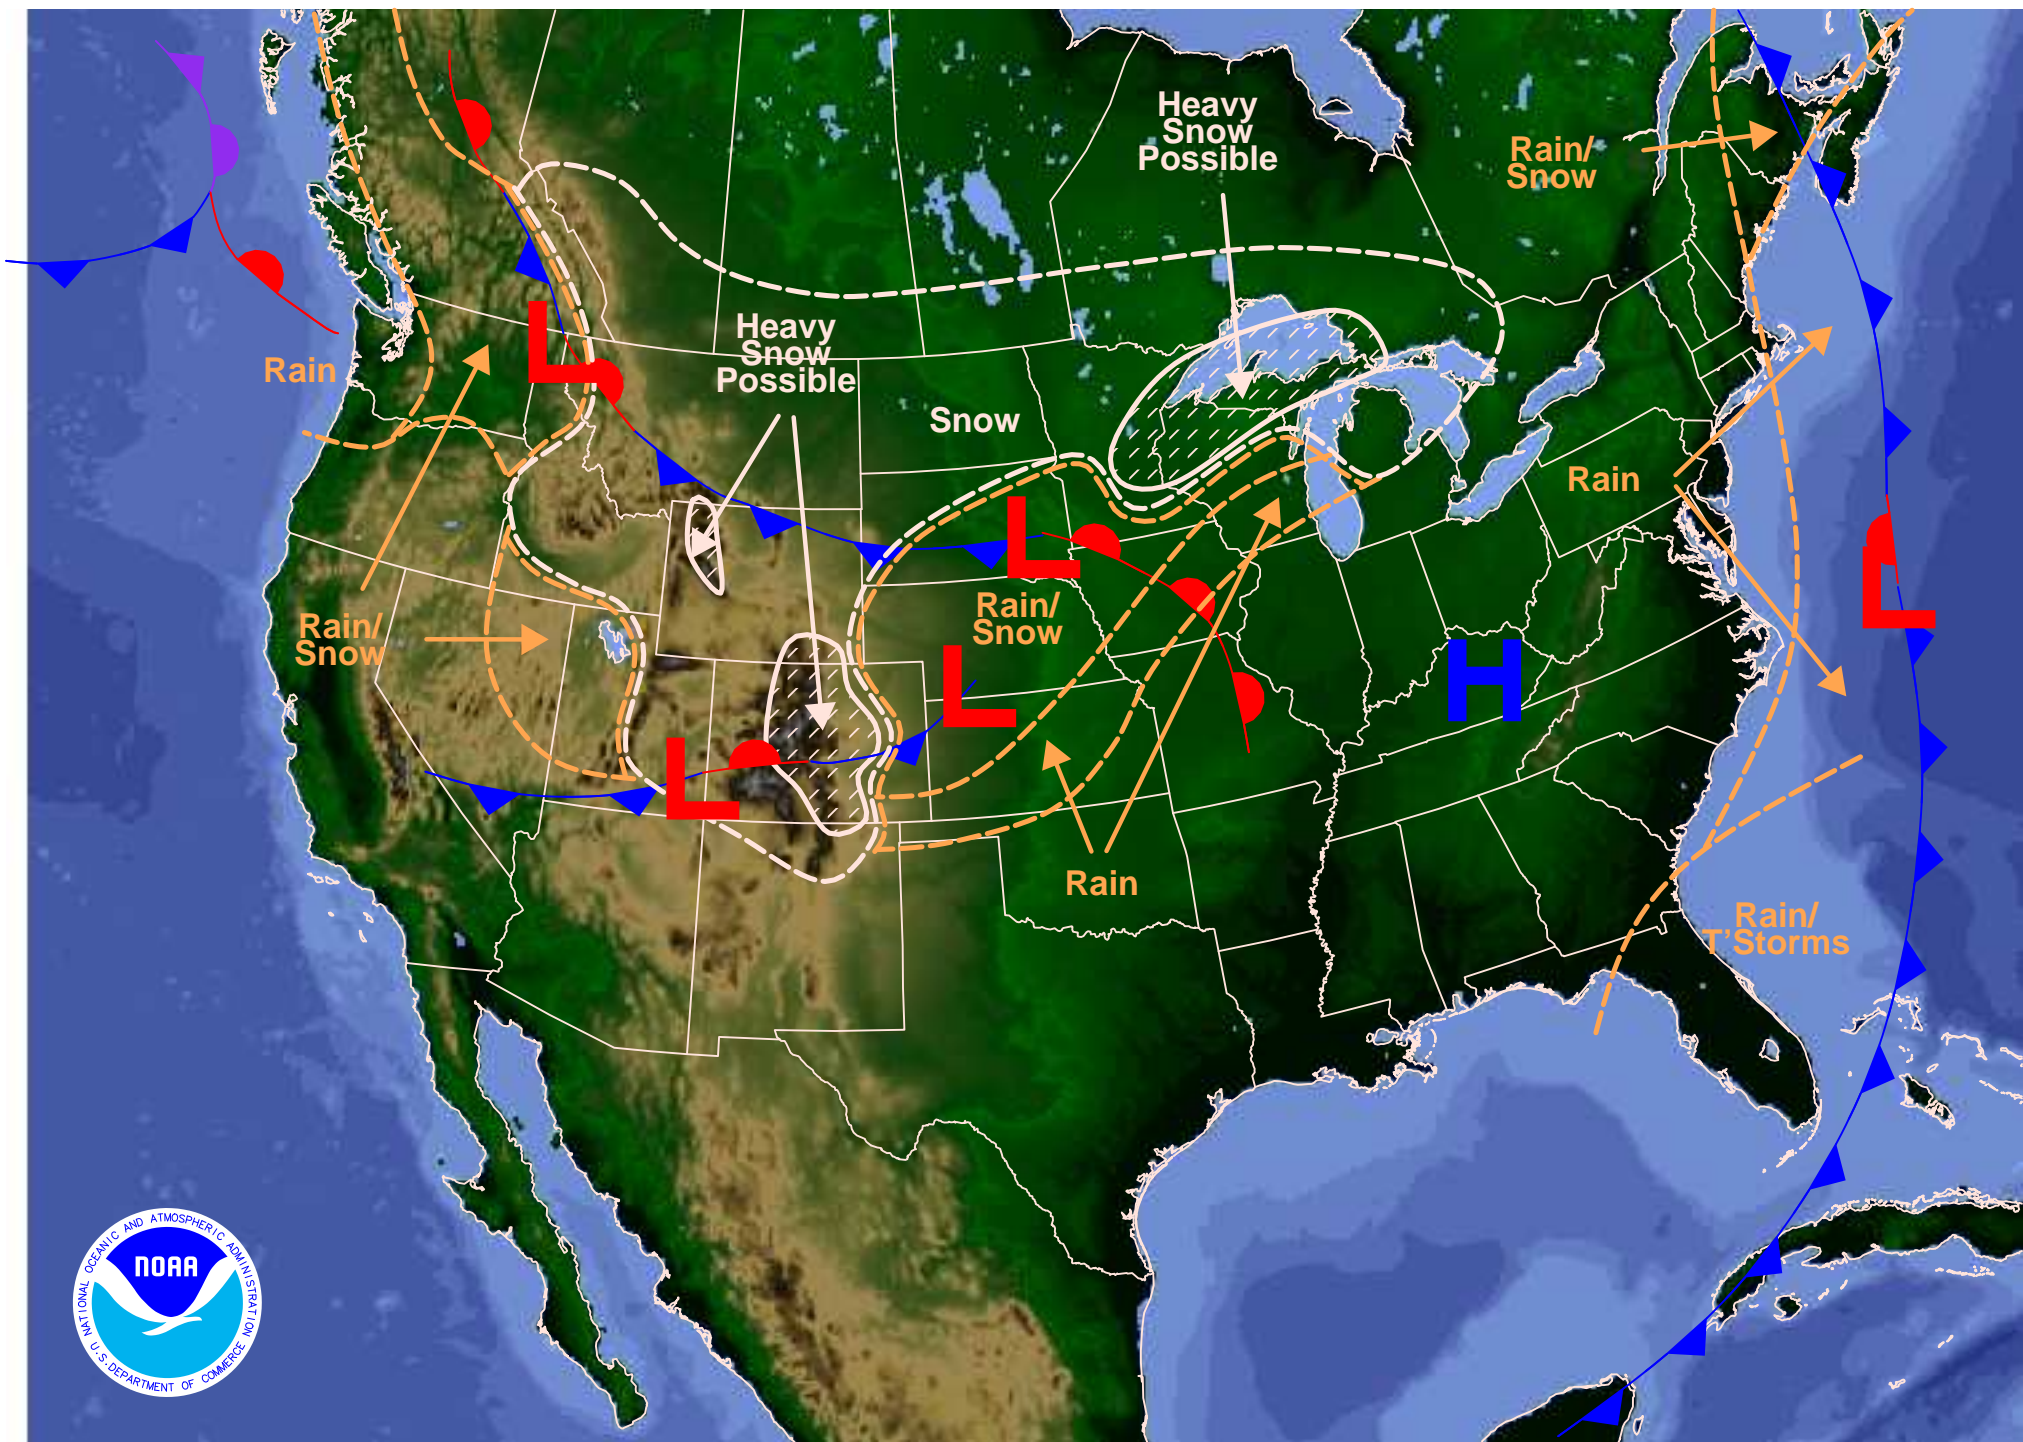 Heavy
Snow
Possible
Rain/
Snow
Heavy
Snow
Possible
Rain
Snow
Rain
Rain/
Snow
Rain/
Snow
Rain
Rain/
T'Storms
L
L
L
L
L
H
NOAA
NATIONAL OCEANIC AND ATMOSPHERIC ADMINISTRATION
U.S. DEPARTMENT OF COMMERCE